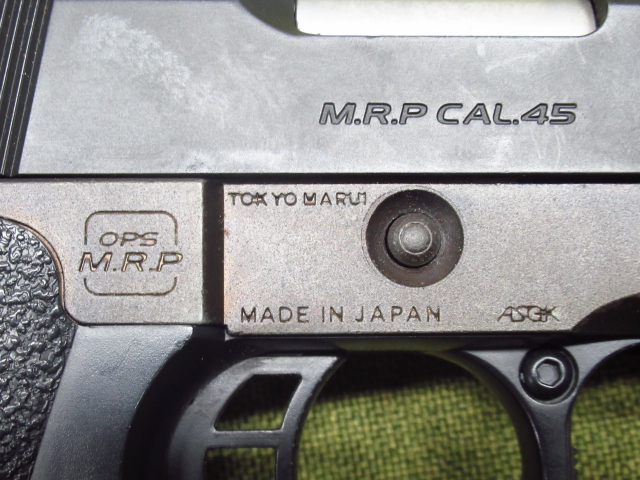 M.R.P CAL.45
TOKYO MARUI
OPS
M.R.P
MADE IN JAPAN
ASGK